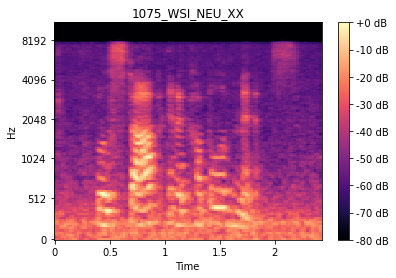 1075_WSI_NEU_XX
+0 dB
8192
-10 dB
4096
-20 dB
-30 dB
2048
Hz
-40 dB
1024
-50 dB
512
-60 dB
-70 dB
0
-80 dB
0 0.5 1 1.5 2
Time